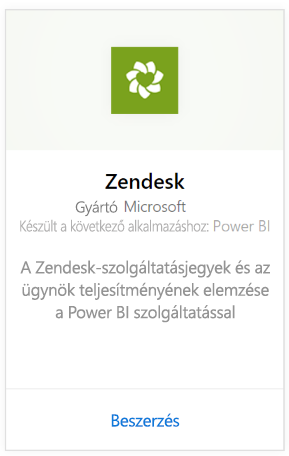 Zendesk
Gyártó Microsoft
Készült a következő alkalmazáshoz: Power BI
A Zendesk-szolgáltatásjegyek és az
ügynök teljesítményének elemzése
a Power BI szolgáltatással
Beszerzés